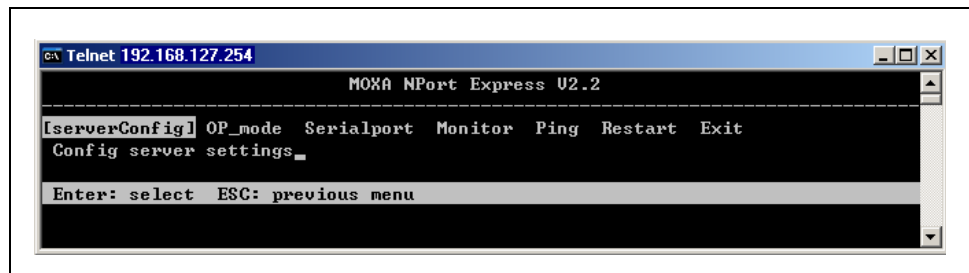 Telnet 192.168.127.254
MOXA NPort Express V2.2
[serverConfig] OP_mode Serialport Monitor Ping Restart Exit
Config server settings_
Enter: select ESC: previous menu